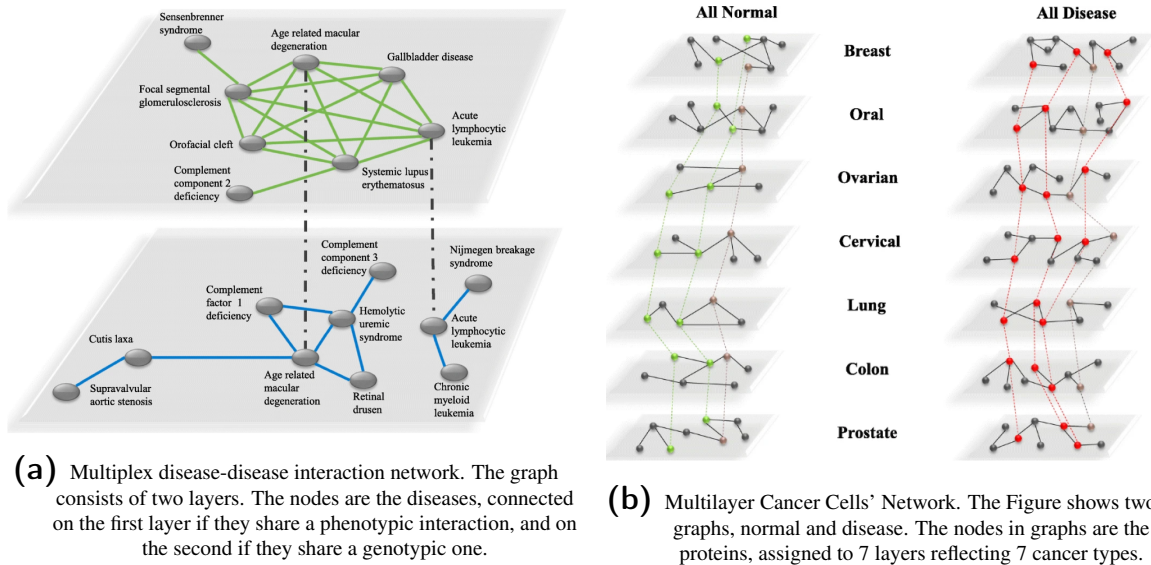 Sensenbrenner
syndrome
Age related macular
degeneration
Gallbladder disease
Focal segmental
glomerulosclerosis
Acute
lymphocytic
leukemia
Orofacial cleft
Systemic lupus
erythematosus
Complement
component 2
deficiency
Complement
component 3
deficiency
Nijmegen breakage
syndrome
Complement
factor 1
deficiency
Hemolytic
uremic
syndrome
Acute
lymphocytic
leukemia
Cutis laxa
Supravalvular
aortic stenosis
Age related
macular
degeneration
Retinal
drusen
Chronic
myeloid
leukemia
(a) Multiplex disease-disease interaction network. The graph
consists of two layers. The nodes are the diseases, connected
on the first layer if they share a phenotypic interaction, and on
the second if they share a genotypic one.
All Normal
All Disease
Breast
Oral
Ovarian
Cervical
Lung
Colon
Prostate
(b) Multilayer Cancer Cells' Network. The Figure shows two
graphs, normal and disease. The nodes in graphs are the
proteins, assigned to 7 layers reflecting 7 cancer types.